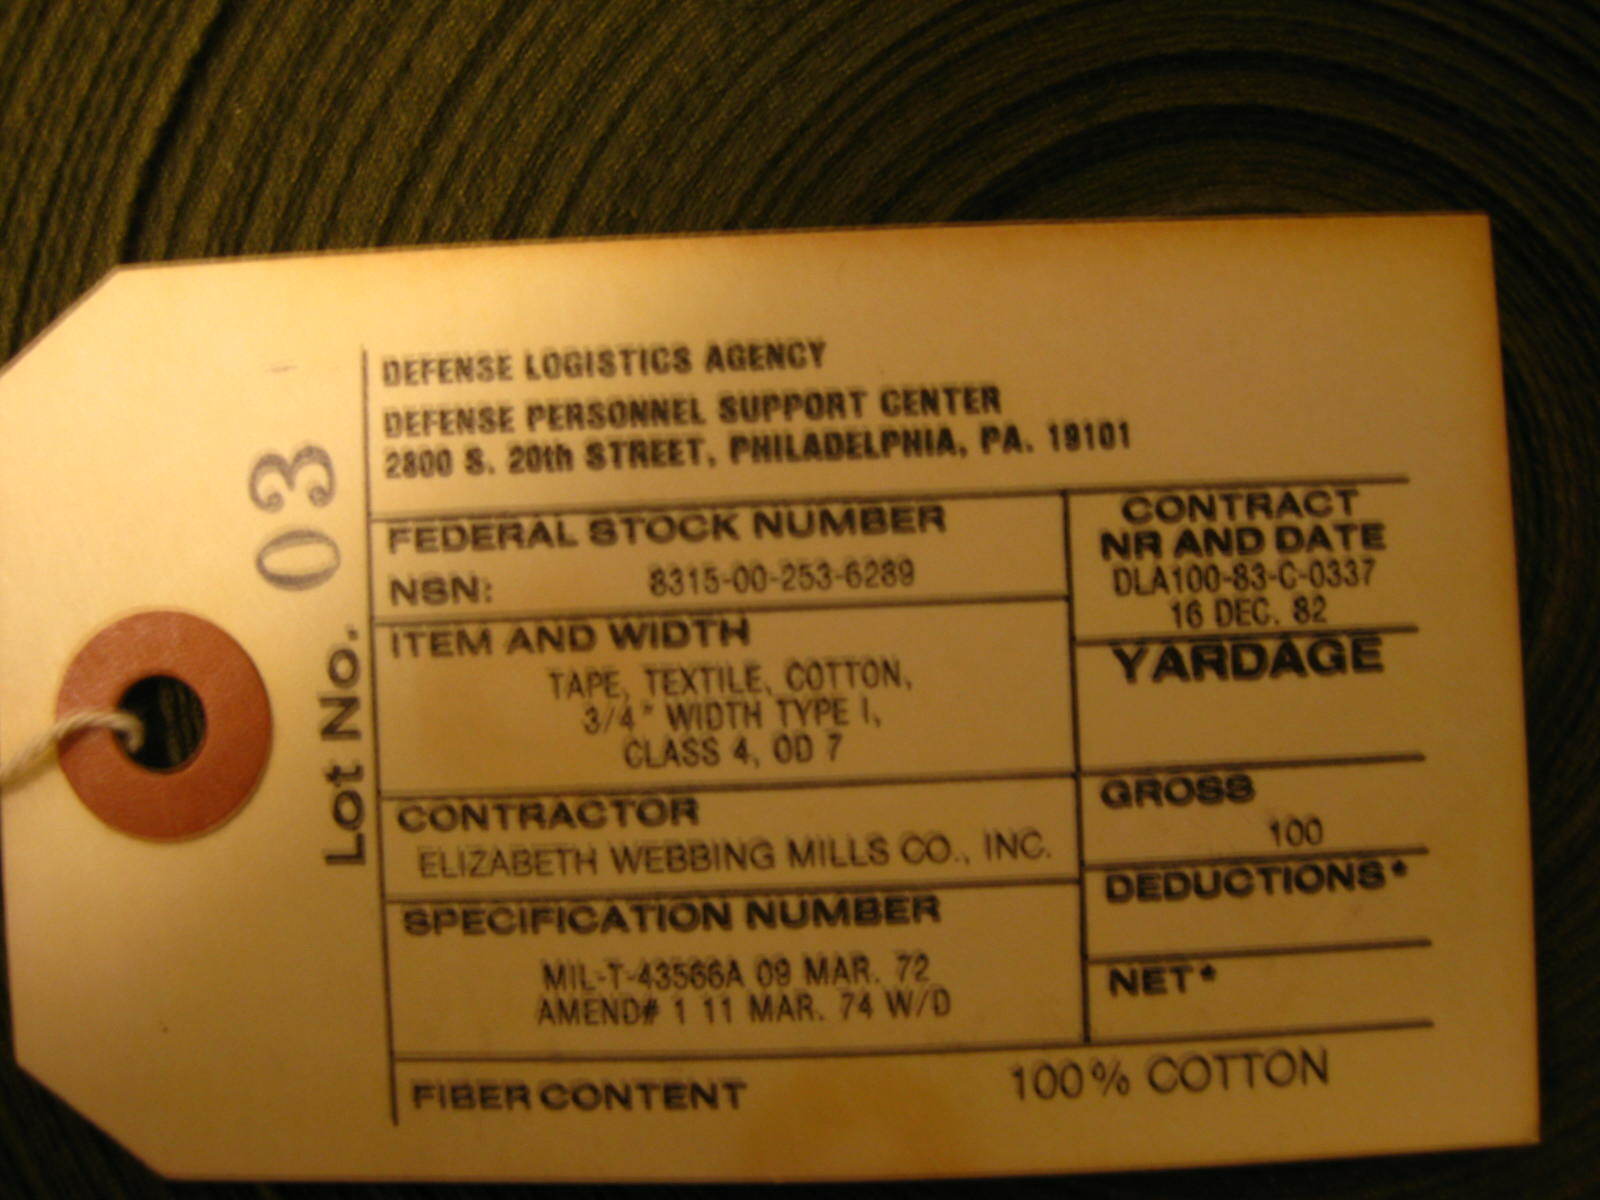 Lot No. 03
DEFENSE LOGISTICS AGENCY
DEFENSE PERSONNEL SUPPORT CENTER
2800 S. 20th STREET, PHILADELPHIA, PA. 19101
FEDERAL STOCK NUMBER
NSN: 8315-00-253-6289
CONTRACT
NR AND DATE
DLA100-83-C-0337
16 DEC. 82
ITEM AND WIDTH
TAPE, TEXTILE, COTTON,
3/4" WIDTH TYPE I,
CLASS 4, OD 7
YARDAGE
CONTRACTOR
ELIZABETH WEBBING MILLS CO., INC.
GROSS
100
DEDUCTIONS*
NET*
SPECIFICATION NUMBER
MIL-T-43566A 09 MAR. 72
AMEND# 1 11 MAR. 74 W/D
FIBER CONTENT 100% COTTON